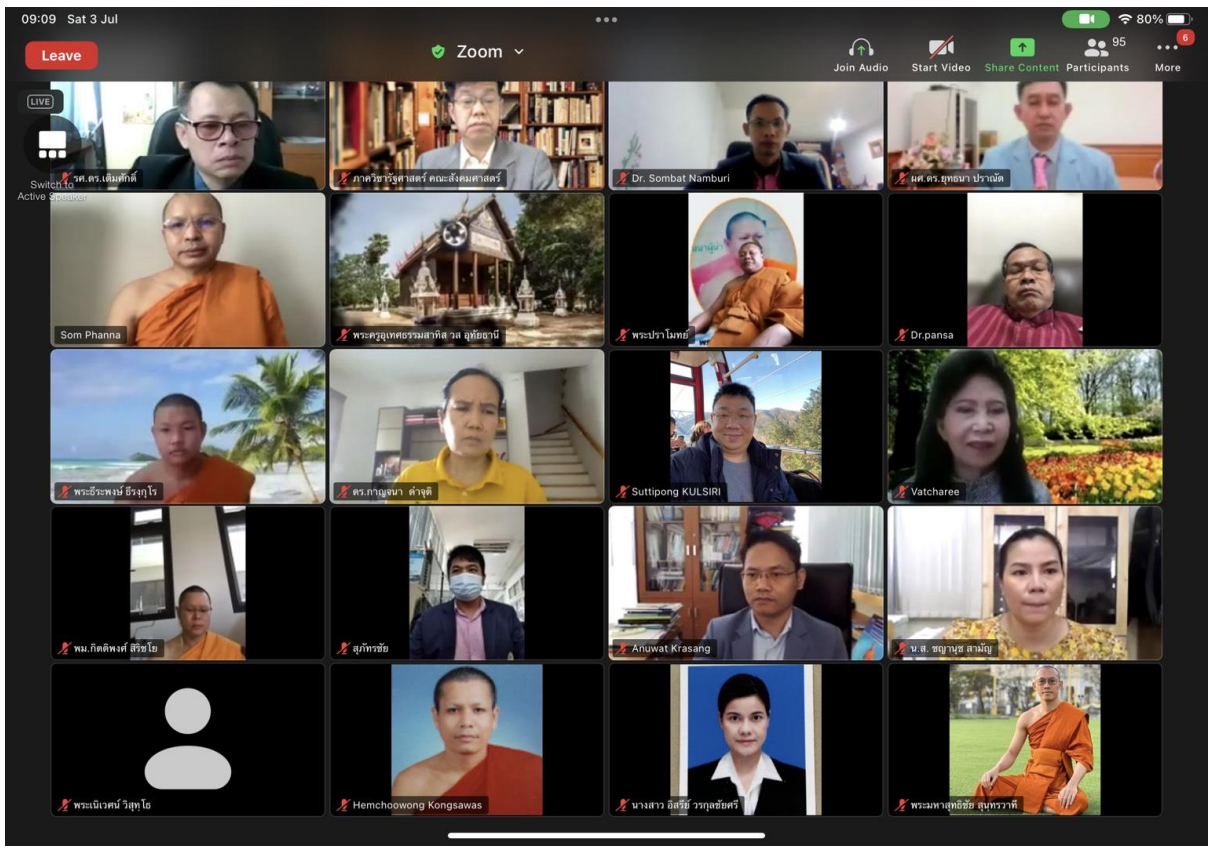 09:09 Sat 3 Jul
80%
Leave
Zoom
Join Audio
Start Video
Share Content
95
Participants
6
More
LIVE
Switch to
Active Speaker
รศ.ดร.เติมศักดิ์
ภาควิชารัฐศาสตร์ คณะสังคมศาสตร์
Dr. Sombat Namburi
ผศ.ดร.ยุทธนา ปราณีต
Som Phanna
พระครูอุเทศธรรมสาทิส วส อุทัยธานี
พระปราโมทย์
Dr.pansa
พระธีระพงษ์ ธีรงฺกุโร
ดร.กาญจนา ดำจุติ
Suttipong KULSIRI
Vatcharee
พม.กิตติพงศ์ สิริชโย
สุภัทรชัย
Anuwat Krasang
น.ส. ชญานุช สามัญ
พระเนิเวศน์ วิสุทฺโธ
Hemchoowong Kongsawas
นางสาว อิสรีย์ วรกุลชัยศรี
พระมหาสุทธิชัย สุนฺทรวาที